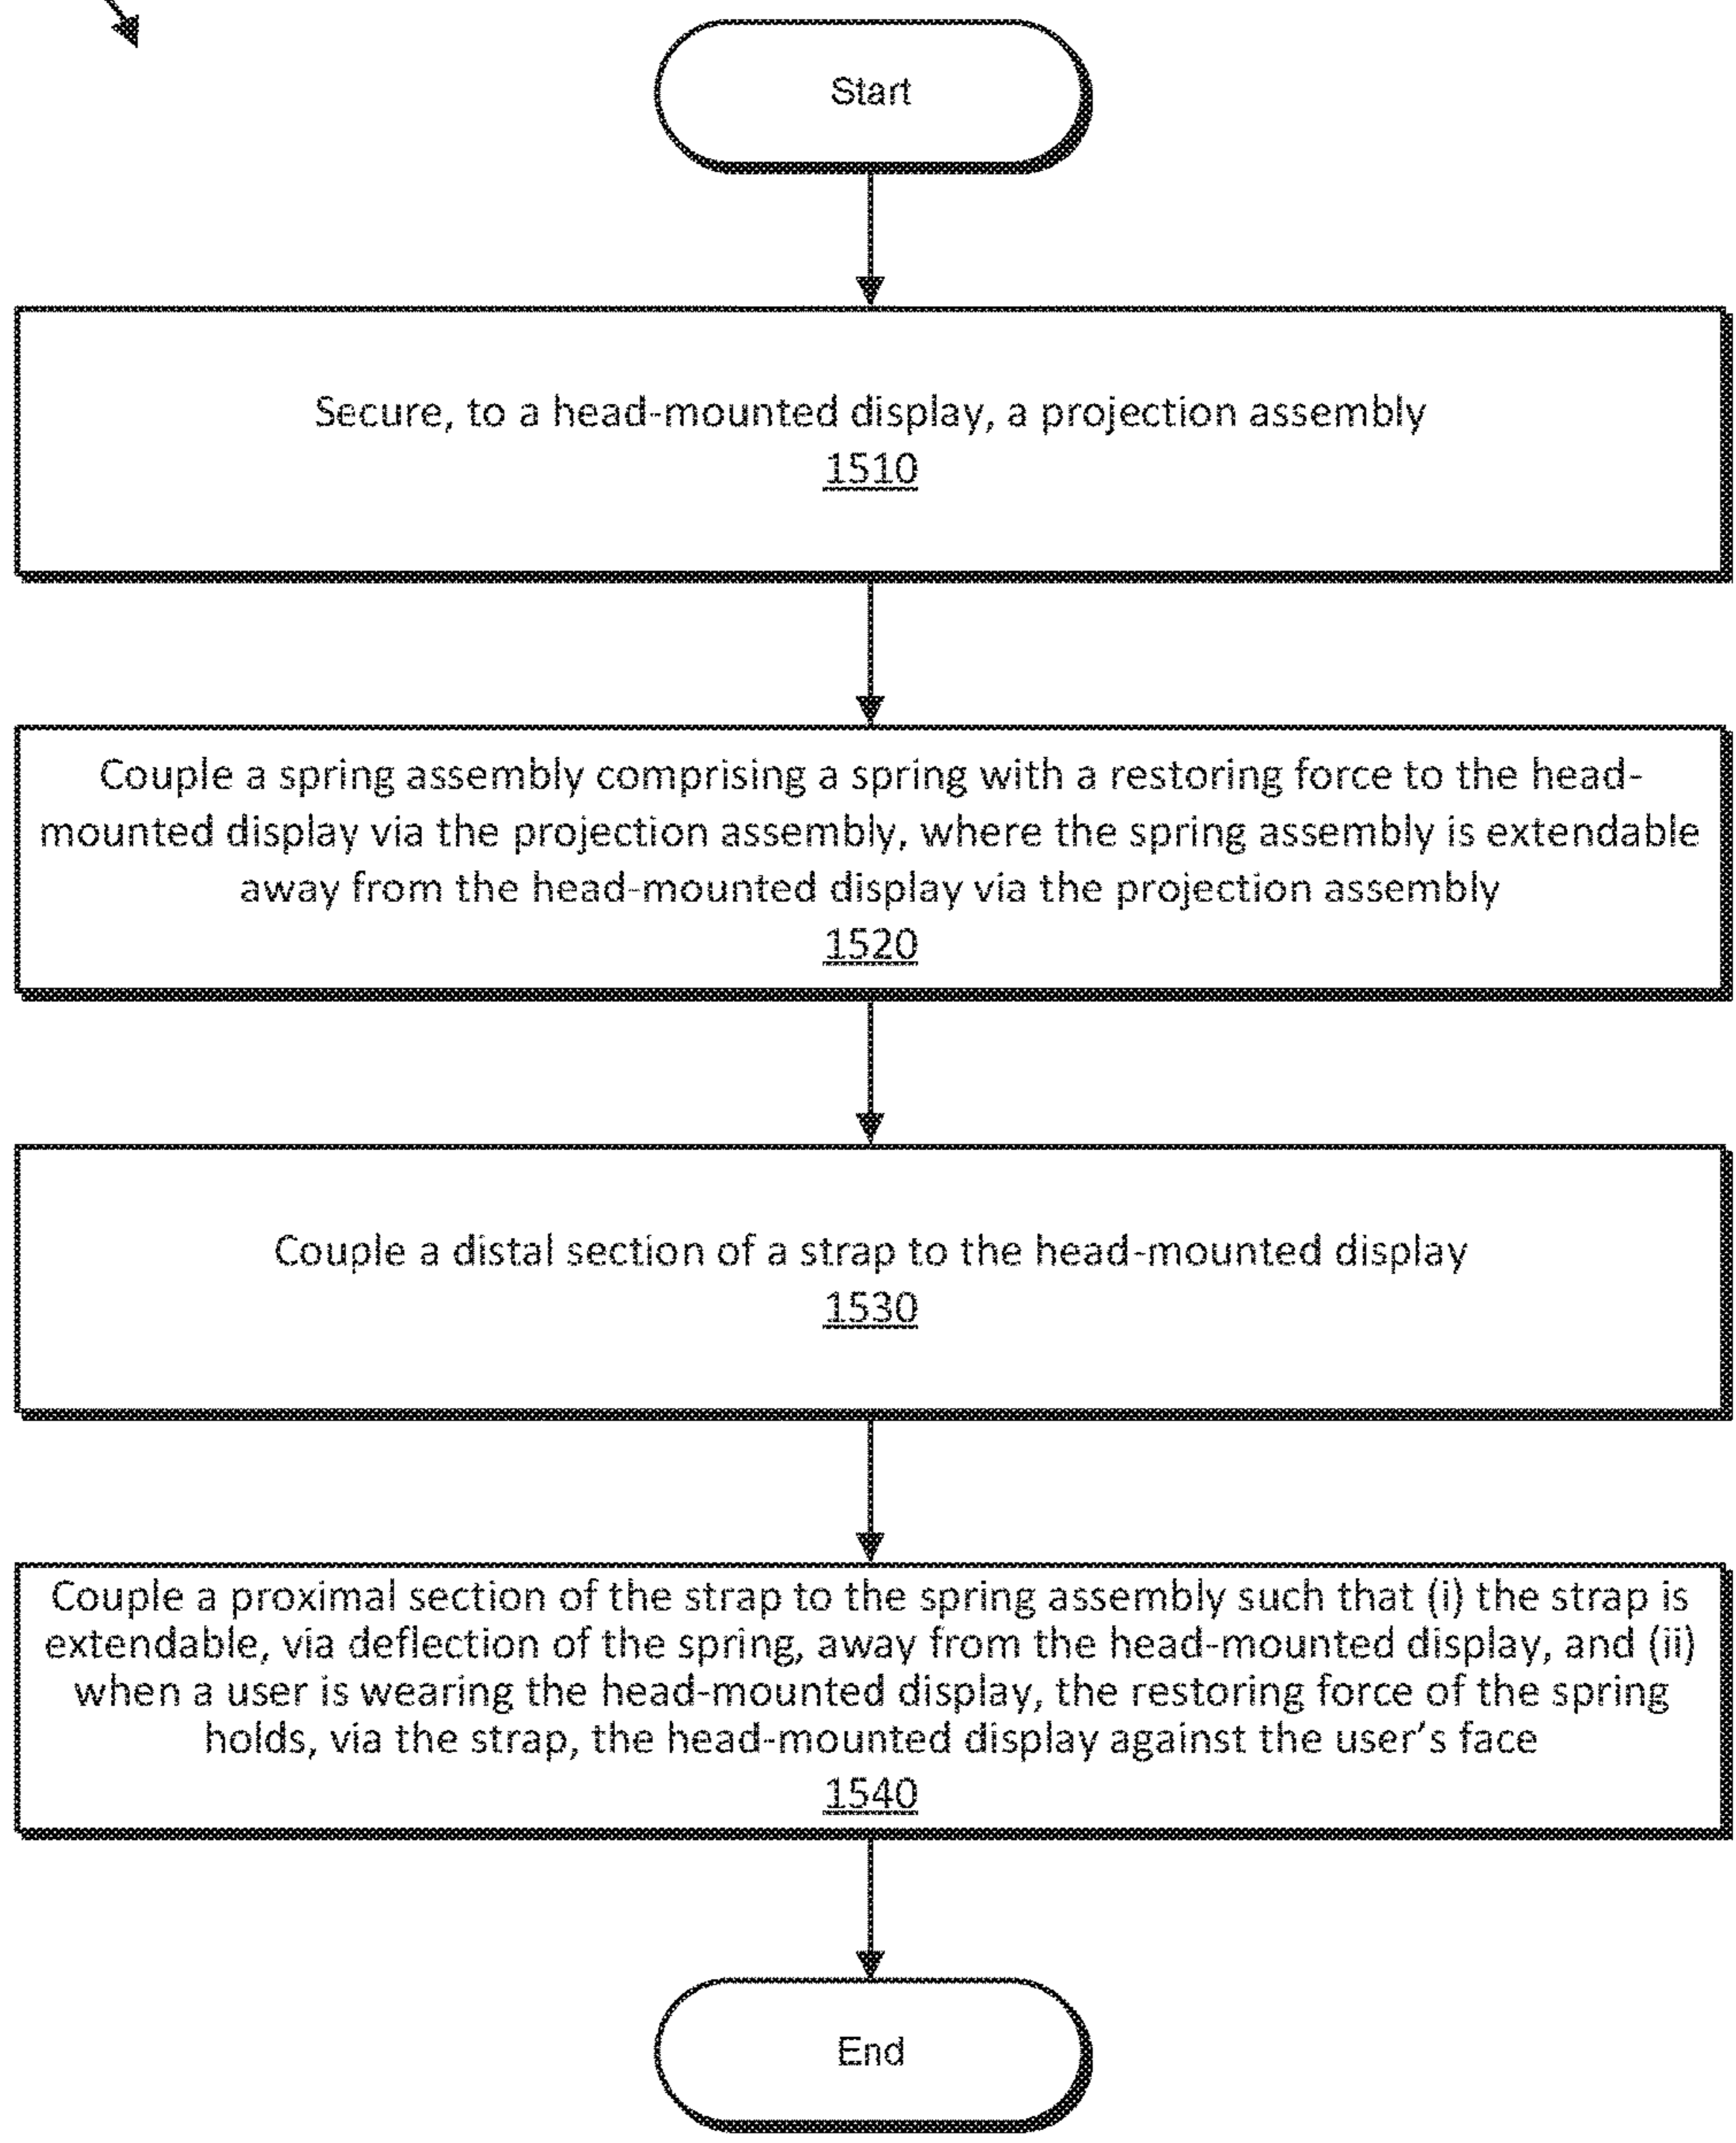 Start
Secure, to a head-mounted display, a projection assembly
1510
Couple a spring assembly comprising a spring with a restoring force to the head-
mounted display via the projection assembly, where the spring assembly is extendable
away from the head-mounted display via the projection assembly
1520
Couple a distal section of a strap to the head-mounted display
1530
Couple a proximal section of the strap to the spring assembly such that (i) the strap is
extendable, via deflection of the spring, away from the head-mounted display, and (ii)
when a user is wearing the head-mounted display, the restoring force of the spring
holds, via the strap, the head-mounted display against the user's face
1540
End